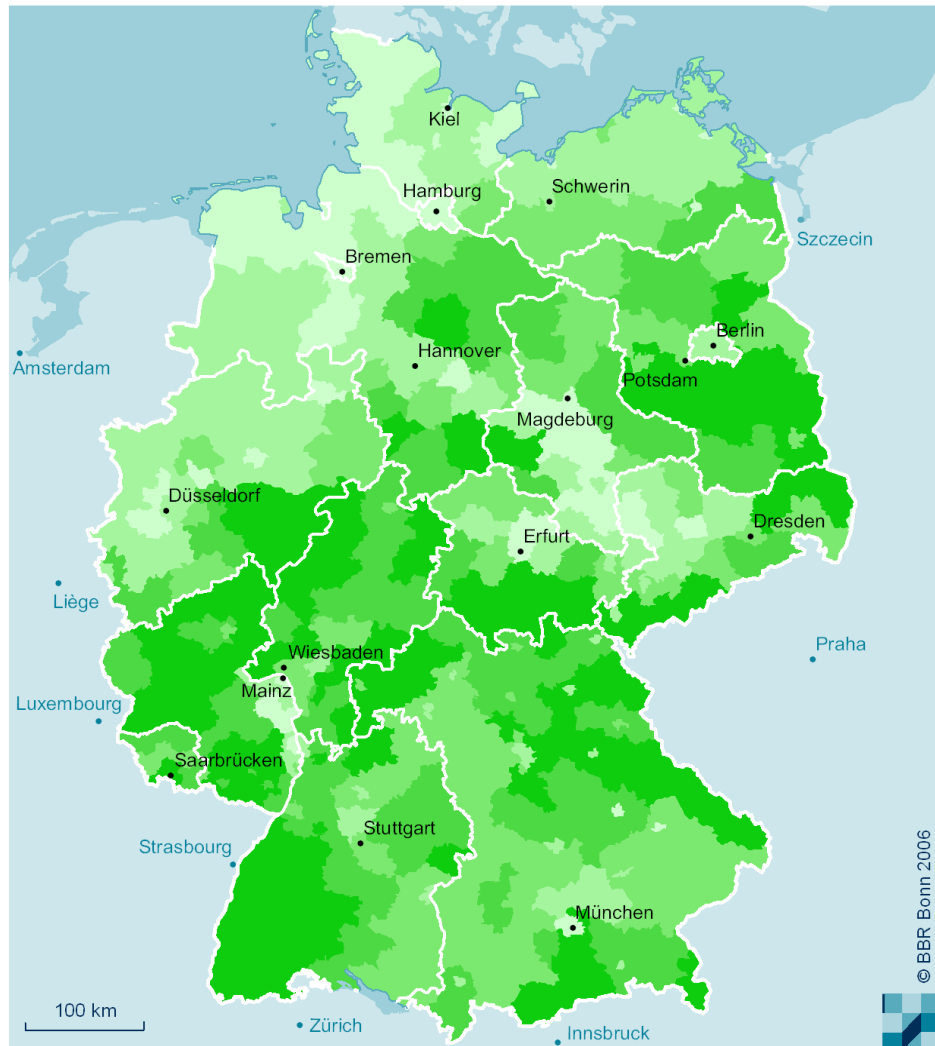 Kiel
Schwerin
Hamburg
Szczecin
Bremen
Berlin
Hannover
Amsterdam
Potsdam
Magdeburg
Düsseldorf
Dresden
Erfurt
Liège
Wiesbaden
Praha
Mainz
Luxembourg
Saarbrücken
Stuttgart
Strasbourg
München
© BBR Bonn 2006
100 km
Zürich
Innsbruck